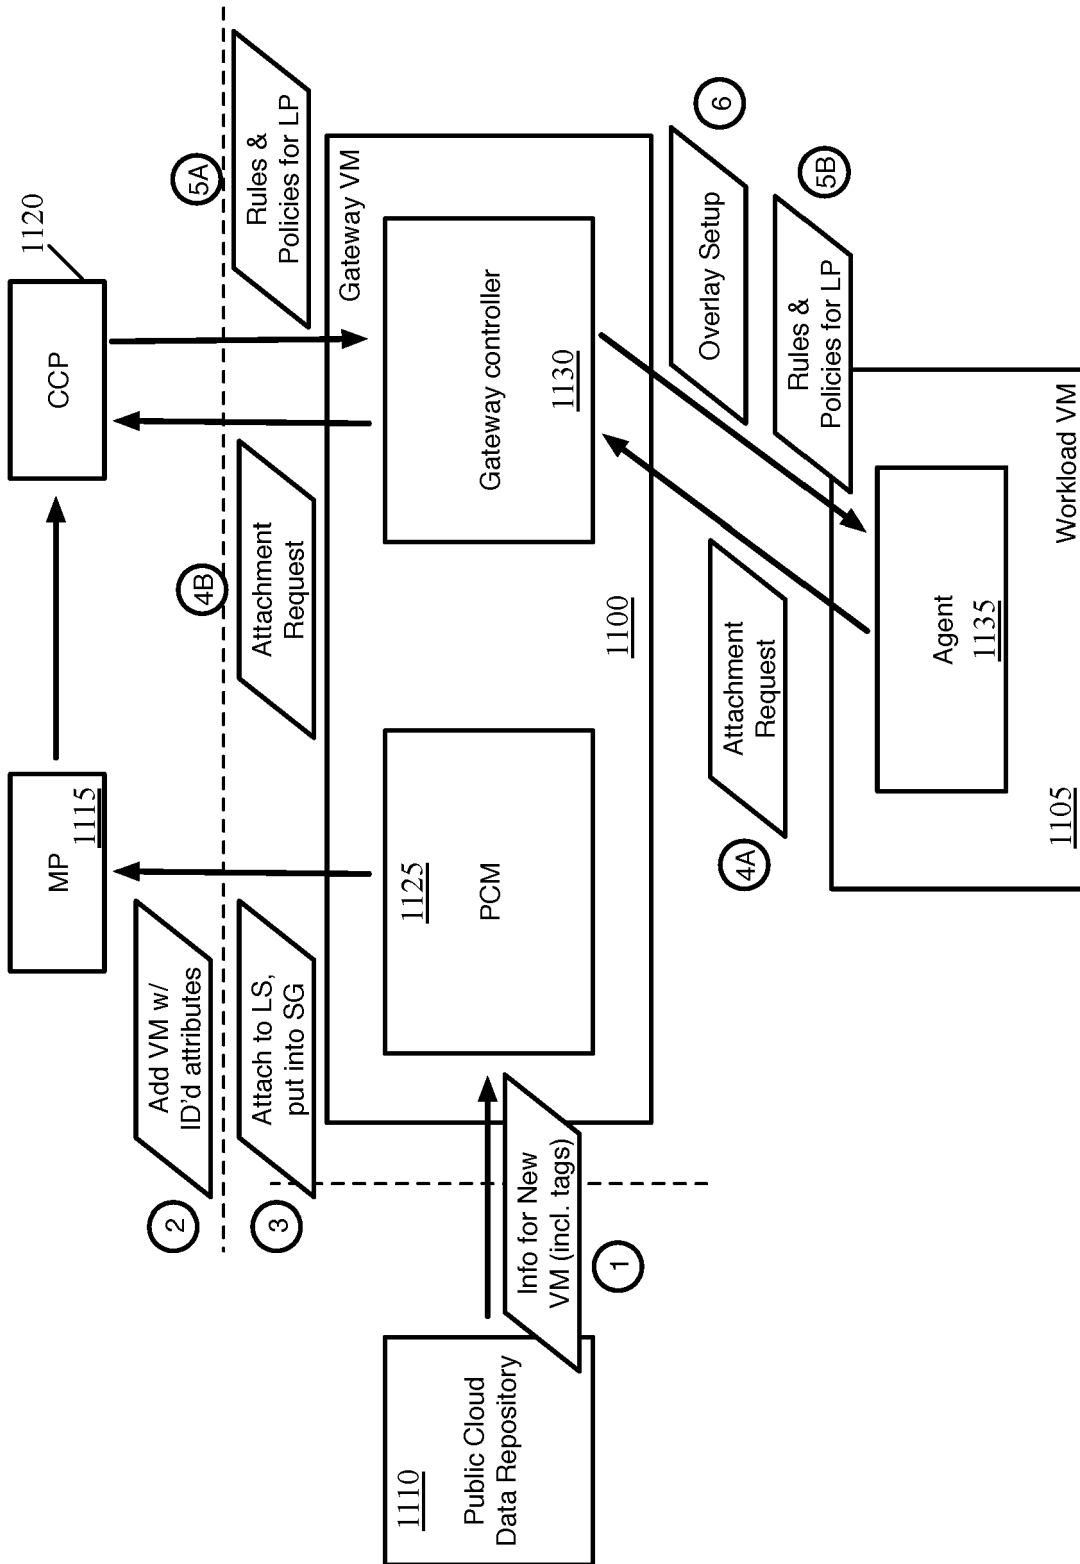 MP
1115
CCP
1120
2
Add VM w/
ID'd attributes
3
Attach to LS,
put into SG
4B
Attachment
Request
5A
Rules &
Policies for LP
Gateway VM
1110
Public Cloud
Data Repository
Info for New
VM (incl. tags)
1
1125
PCM
Gateway controller
1130
1100
4A
Attachment
Request
Overlay Setup
6
Rules &
Policies for LP
5B
Agent
1135
1105
Workload VM